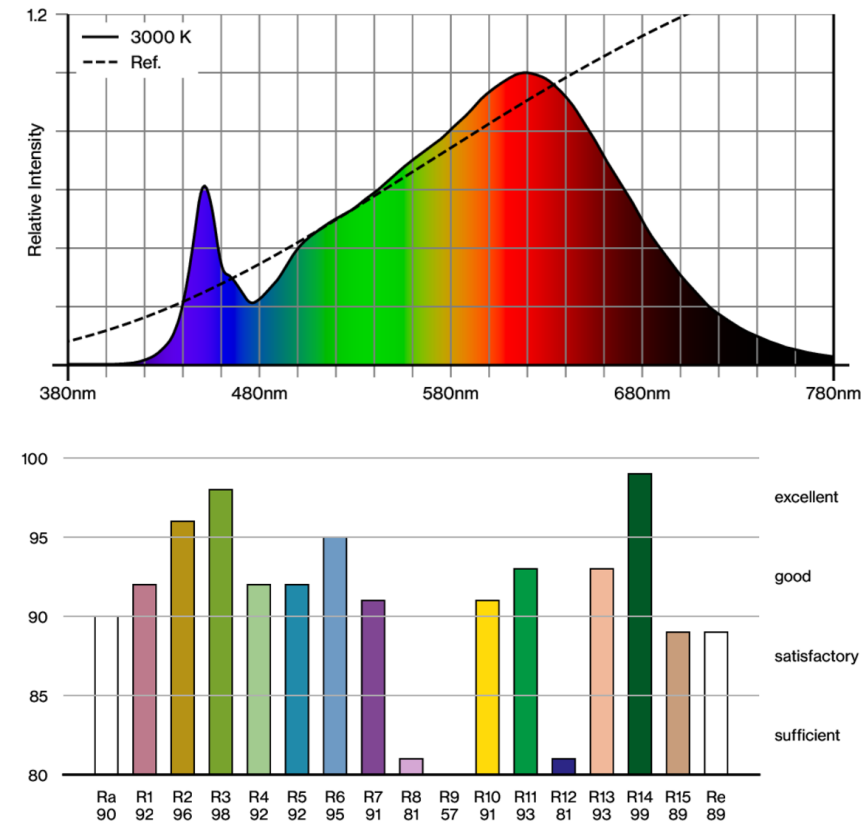 1.2
3000 K
Ref.
Relative Intensity
380nm 480nm 580nm 680nm 780nm
100
excellent
95
good
90
satisfactory
85
sufficient
80
Ra R1 R2 R3 R4 R5 R6 R7 R8 R9 R10 R11 R12 R13 R14 R15 Re
90 92 96 98 92 92 95 91 81 57 91 93 81 93 99 89 89